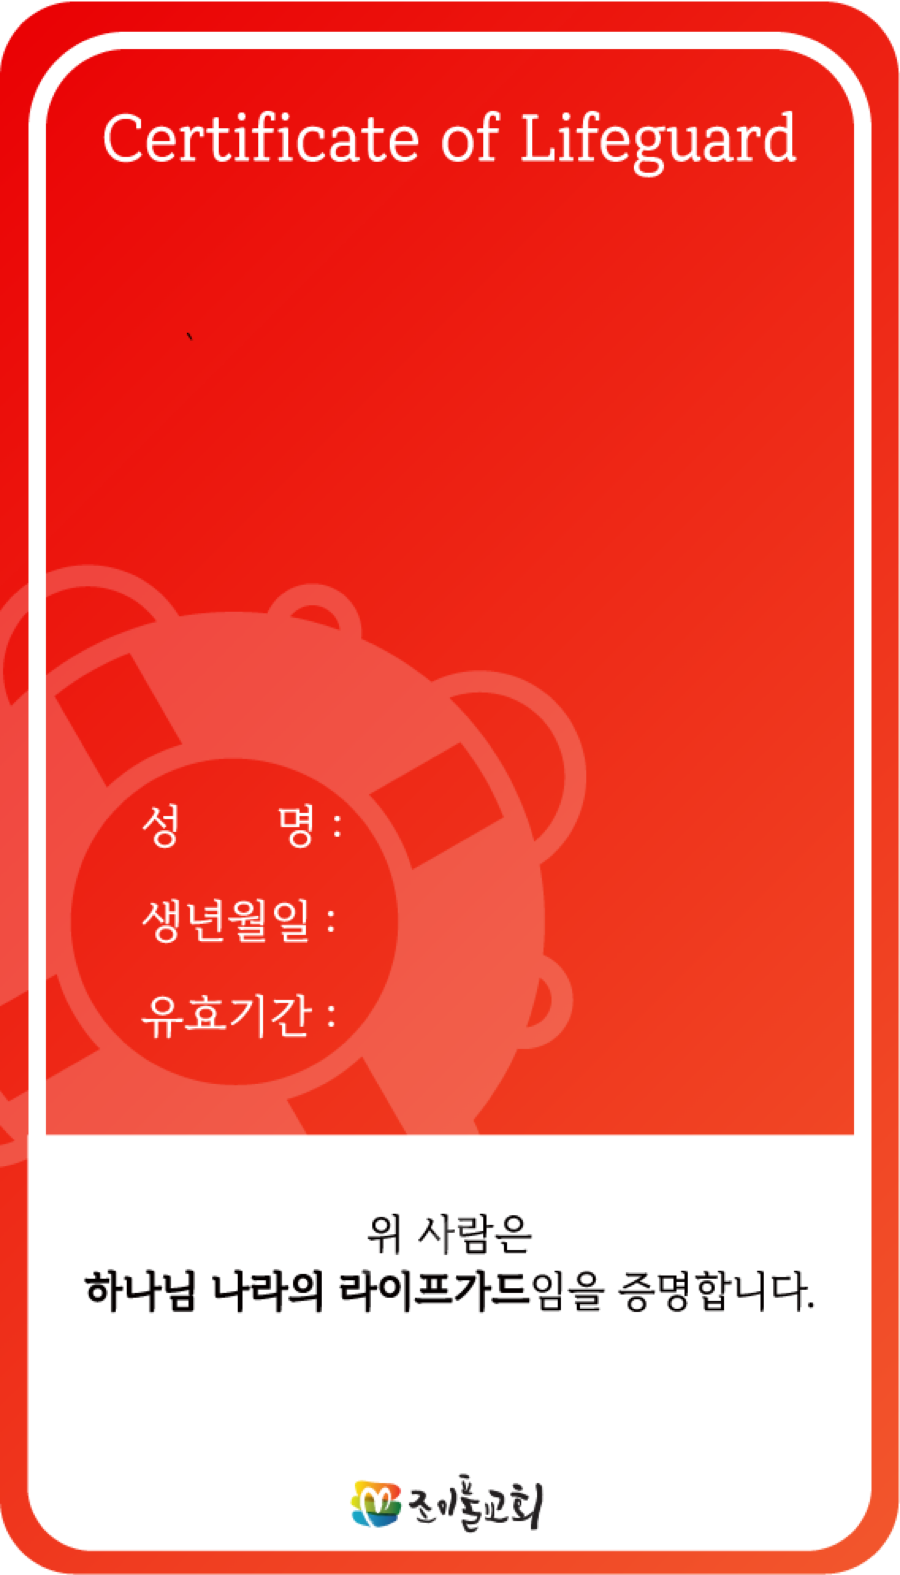 Certificate of Lifeguard
성 명 :
생년월일 :
유효기간 :
위 사람은
하나님 나라의 라이프가드임을 증명합니다.
조이풀교회